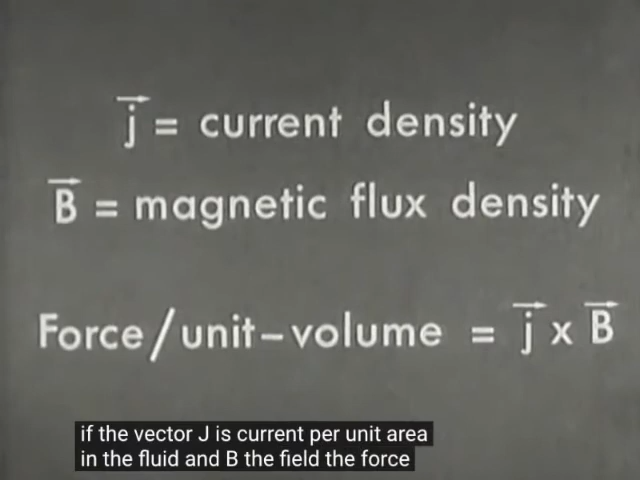 j⃗ = current density
B⃗ = magnetic flux density
Force/unit-volume = j⃗ x B⃗
if the vector J is current per unit area
in the fluid and B the field the force